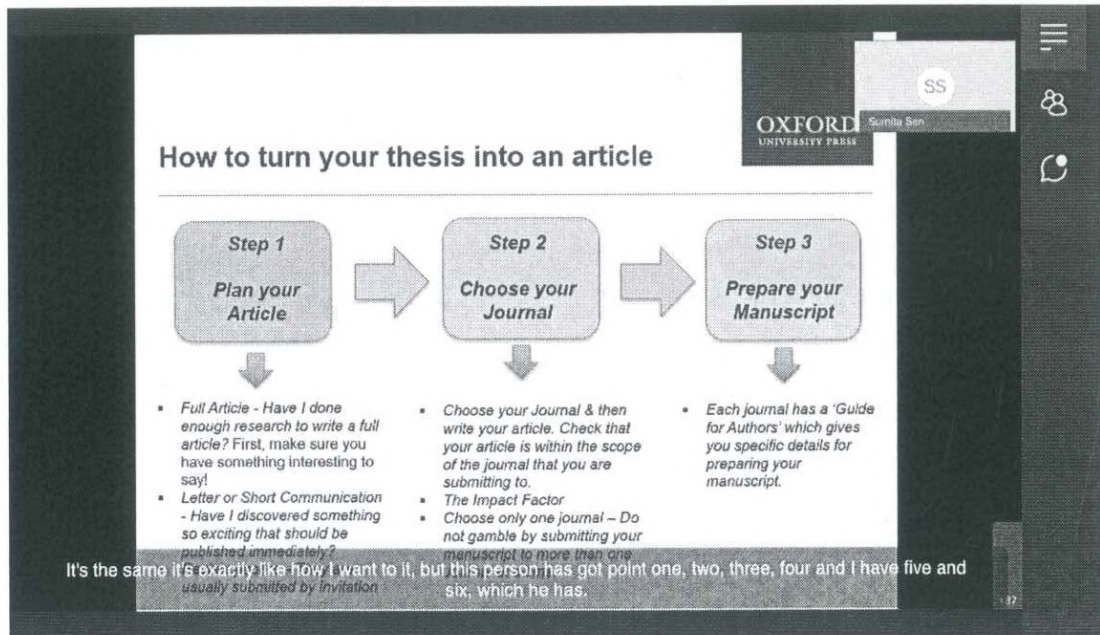 SS
Sumita Sen
OXFORD
UNIVERSITY PRESS
How to turn your thesis into an article
Step 1
Plan your
Article
Step 2
Choose your
Journal
Step 3
Prepare your
Manuscript
▪ Full Article - Have I done
enough research to write a full
article? First, make sure you
have something interesting to
say!
▪ Letter or Short Communication
- Have I discovered something
so exciting that should be
published immediately?
usually submitted by invitation
▪ Choose your Journal & then
write your article. Check that
your article is within the scope
of the journal that you are
submitting to.
▪ The Impact Factor
▪ Choose only one journal – Do
not gamble by submitting your
manuscript to more than one
▪ Each journal has a 'Guide
for Authors' which gives
you specific details for
preparing your
manuscript.
It's the same it's exactly like how I want to it, but this person has got point one, two, three, four and I have five and
six, which he has.